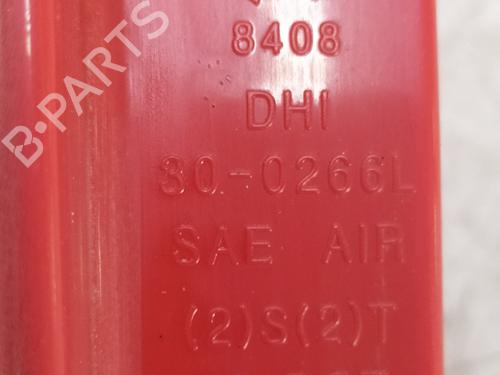 8408
DHI
30-0266L
SAE AIR
(2)S(2)T
B-PARTS